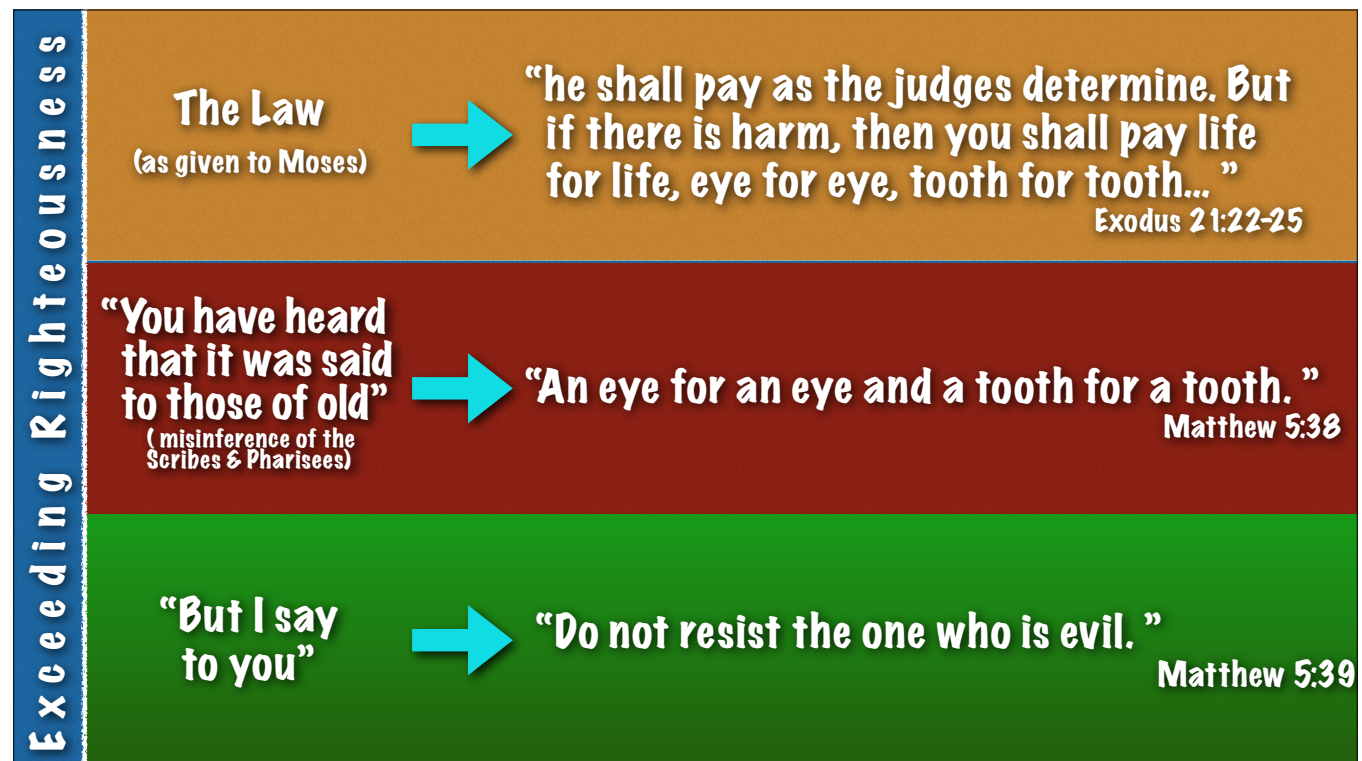 Exceeding Righteousness
The Law
(as given to Moses)
“he shall pay as the judges determine. But
if there is harm, then you shall pay life
for life, eye for eye, tooth for tooth... ”
Exodus 21:22-25
“You have heard
that it was said
to those of old”
( misinference of the
Scribes & Pharisees)
“An eye for an eye and a tooth for a tooth. ”
Matthew 5:38
“But I say
to you”
“Do not resist the one who is evil. ”
Matthew 5:39